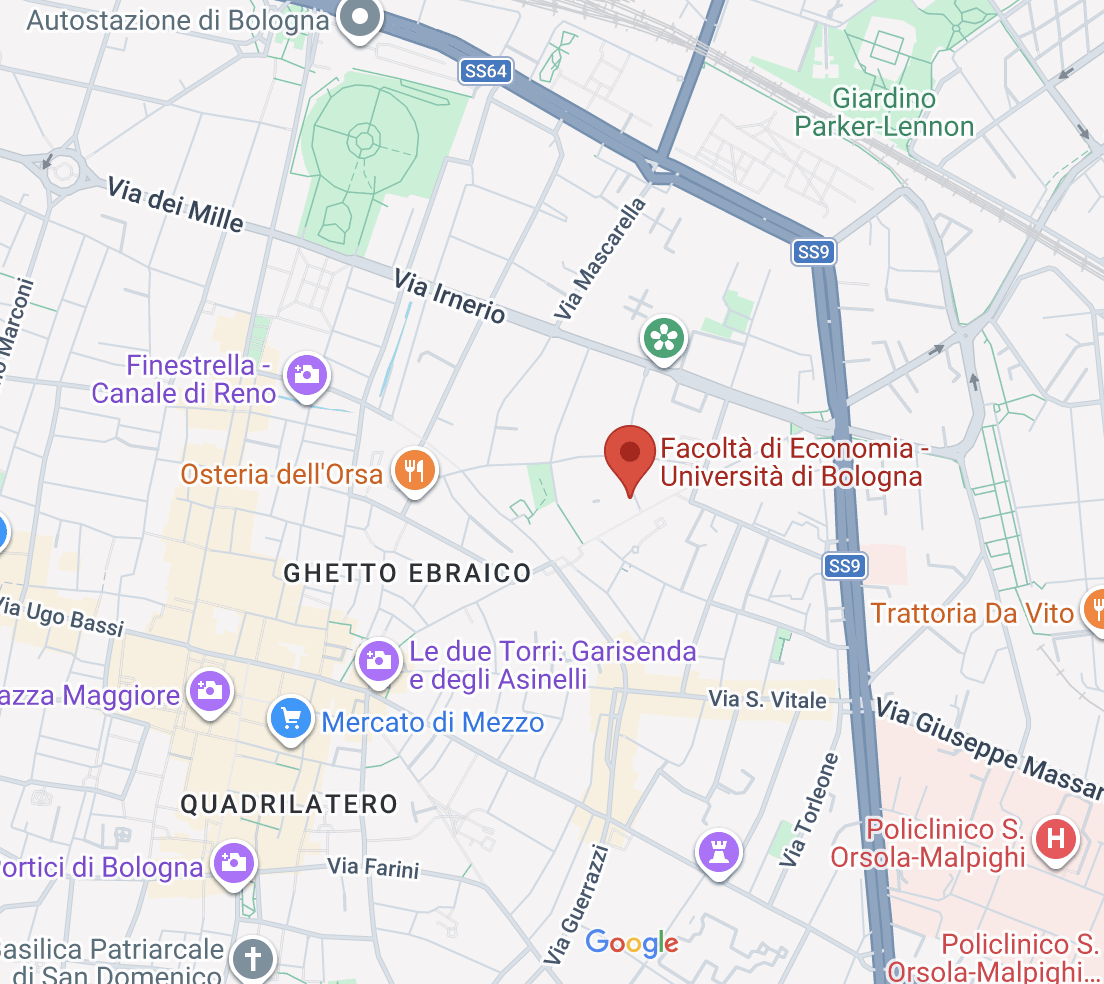 Autostazione di Bologna
SS64
Giardino
Parker-Lennon
Via dei Mille
Via Mascarella
SS9
Via Irnerio
Marconi
Finestrella -
Canale di Reno
Facoltà di Economia -
Università di Bologna
Osteria dell'Orsa
GHETTO EBRAICO
SS9
Trattoria Da Vito
Via Ugo Bassi
Le due Torri: Garisenda
e degli Asinelli
azza Maggiore
Via S. Vitale
Mercato di Mezzo
Via Giuseppe Massar
QUADRILATERO
Via Torleone
Policlinico S.
Orsola-Malpighi
H
Portici di Bologna
Via Farini
Via Guerrazzi
Google
Basilica Patriarcale
di San Domenico
Policlinico S.
Orsola-Malpighi...